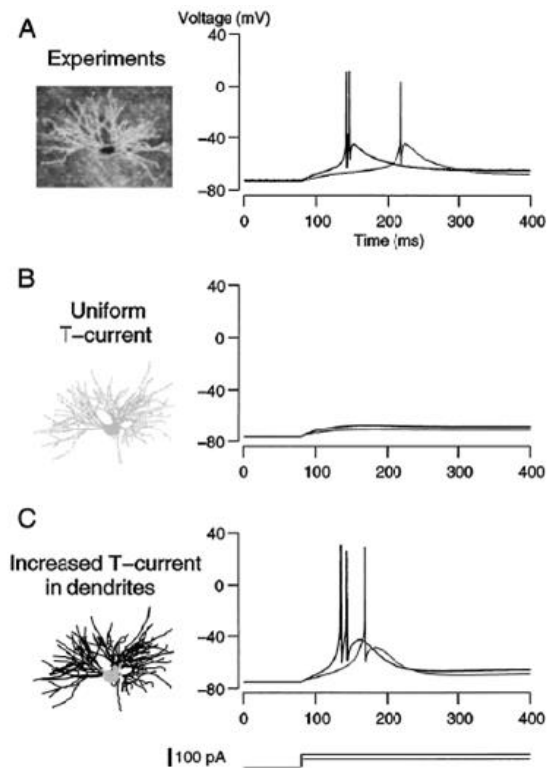 A
Experiments
Voltage (mV)
40
0
−40
−80
0 100 200 300 400
Time (ms)
B
Uniform
T−current
40
0
−40
−80
0 100 200 300 400
C
Increased T−current
in dendrites
40
0
−40
−80
0 100 200 300 400
100 pA